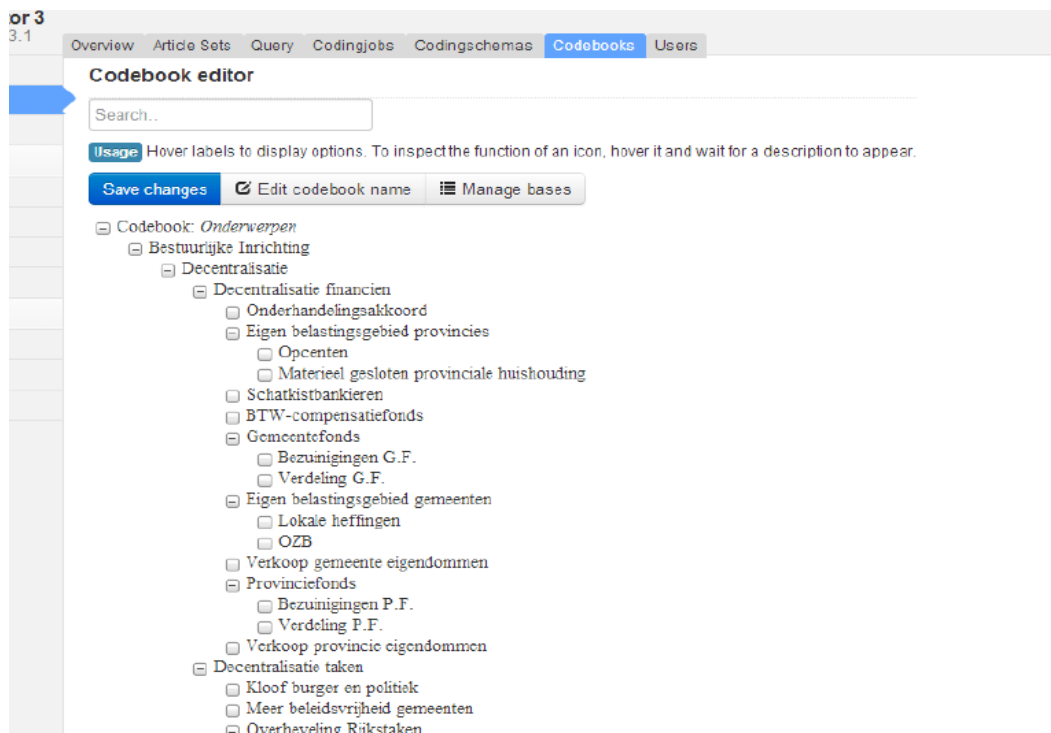 or 3
3.1
Overview Article Sets Query Codingjobs Codingschemas Codebooks Users
Codebook editor
Search..
Usage Hover labels to display options. To inspect the function of an icon, hover it and wait for a description to appear.
Save changes Edit codebook name Manage bases
Codebook: Onderwerpen
Bestuurlijke Inrichting
Decentralisatie
Decentralisatie financien
Onderhandelingsakkoord
Eigen belastingsgebied provincies
Opcenten
Materieel gesloten provinciale huishouding
Schatkistbankieren
BTW-compensatiefonds
Gemeentefonds
Bezuinigingen G.F.
Verdeling G.F.
Eigen belastingsgebied gemeenten
Lokale heffingen
OZB
Verkoop gemeente eigendommen
Provinciefonds
Bezuinigingen P.F.
Verdeling P.F.
Verkoop provincie eigendommen
Decentralisatie taken
Kloof burger en politiek
Meer beleidsvrijheid gemeenten
Overheveling Rijkstaken